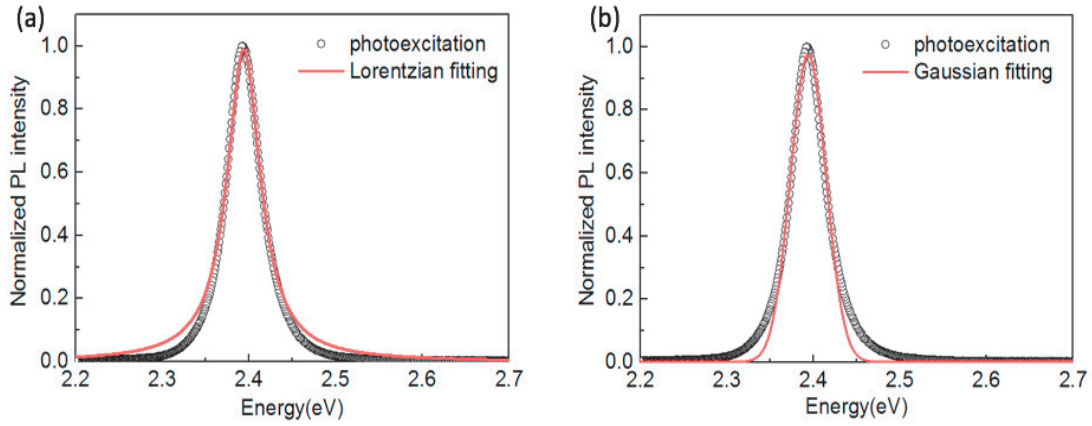 (a)
photoexcitation
Lorentzian fitting
Normalized PL intensity
1.0
0.8
0.6
0.4
0.2
0.0
2.2 2.3 2.4 2.5 2.6 2.7
Energy(eV)
(b)
photoexcitation
Gaussian fitting
Normalized PL intensity
1.0
0.8
0.6
0.4
0.2
0.0
2.2 2.3 2.4 2.5 2.6 2.7
Energy(eV)